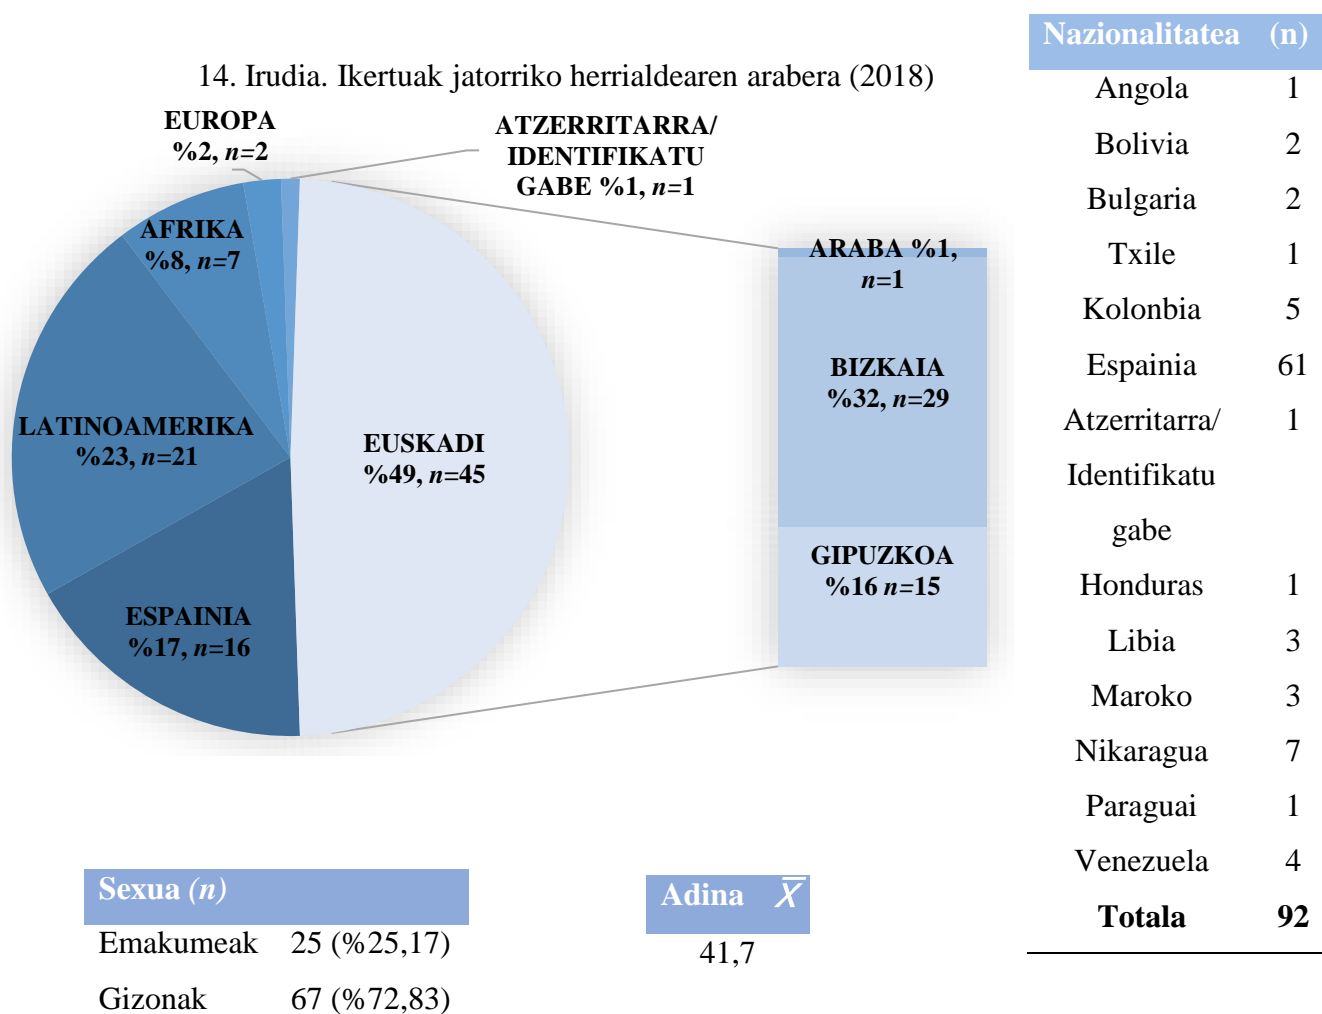 14. Irudia. Ikertuak jatorriko herrialdearen arabera (2018)
EUROPA
%2, n=2
ATZERRITARRA/
IDENTIFIKATU
GABE %1, n=1
AFRIKA
%8, n=7
LATINOAMERIKA
%23, n=21
ESPAINIA
%17, n=16
EUSKADI
%49, n=45
ARABA %1,
n=1
BIZKAIA
%32, n=29
GIPUZKOA
%16 n=15
Nazionalitatea (n)
Angola 1
Bolivia 2
Bulgaria 2
Txile 1
Kolonbia 5
Espainia 61
Atzerritarra/ 1
Identifikatu
gabe
Honduras 1
Libia 3
Maroko 3
Nikaragua 7
Paraguai 1
Venezuela 4
Totala 92
Sexua (n)
Emakumeak 25 (%25,17)
Gizonak 67 (%72,83)
Adina X̅
41,7